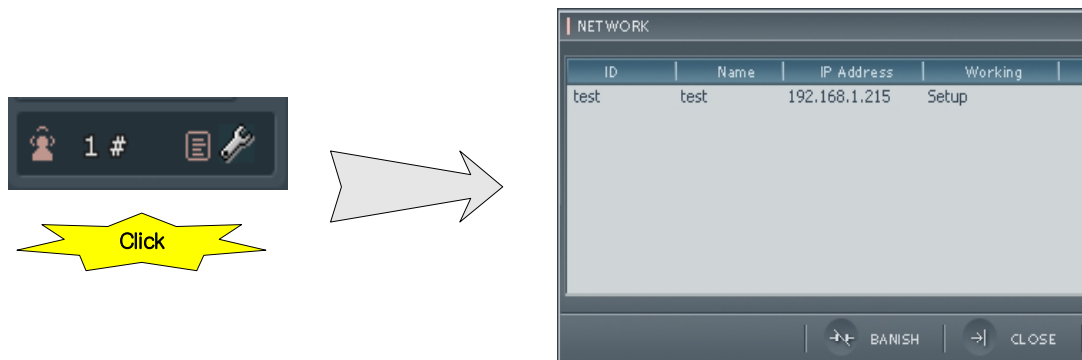 1 #
Click
NETWORK
ID Name IP Address Working
test test 192.168.1.215 Setup
BANISH CLOSE